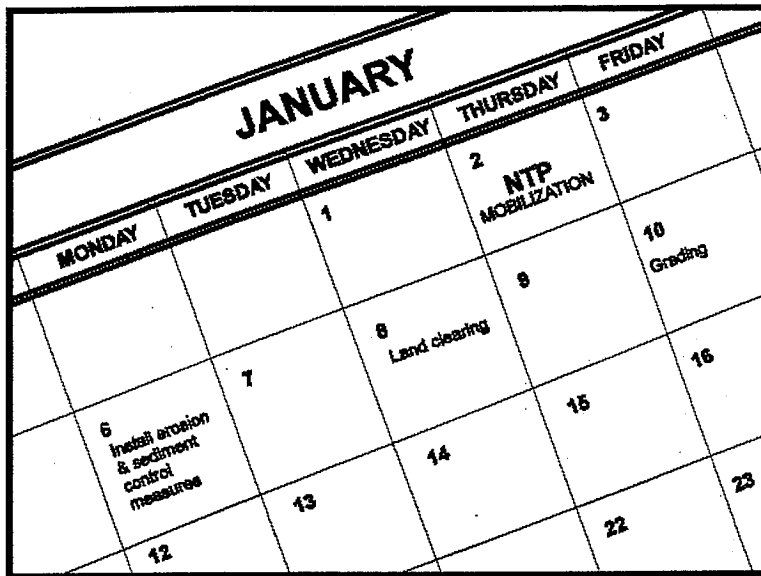 JANUARY
MONDAY TUESDAY WEDNESDAY THURSDAY FRIDAY
1 2 3
NTP
MOBILIZATION
6 7 8 9 10
Install erosion
& sediment
control
measures
Land clearing
Grading
12 13 14 15 16
22 23